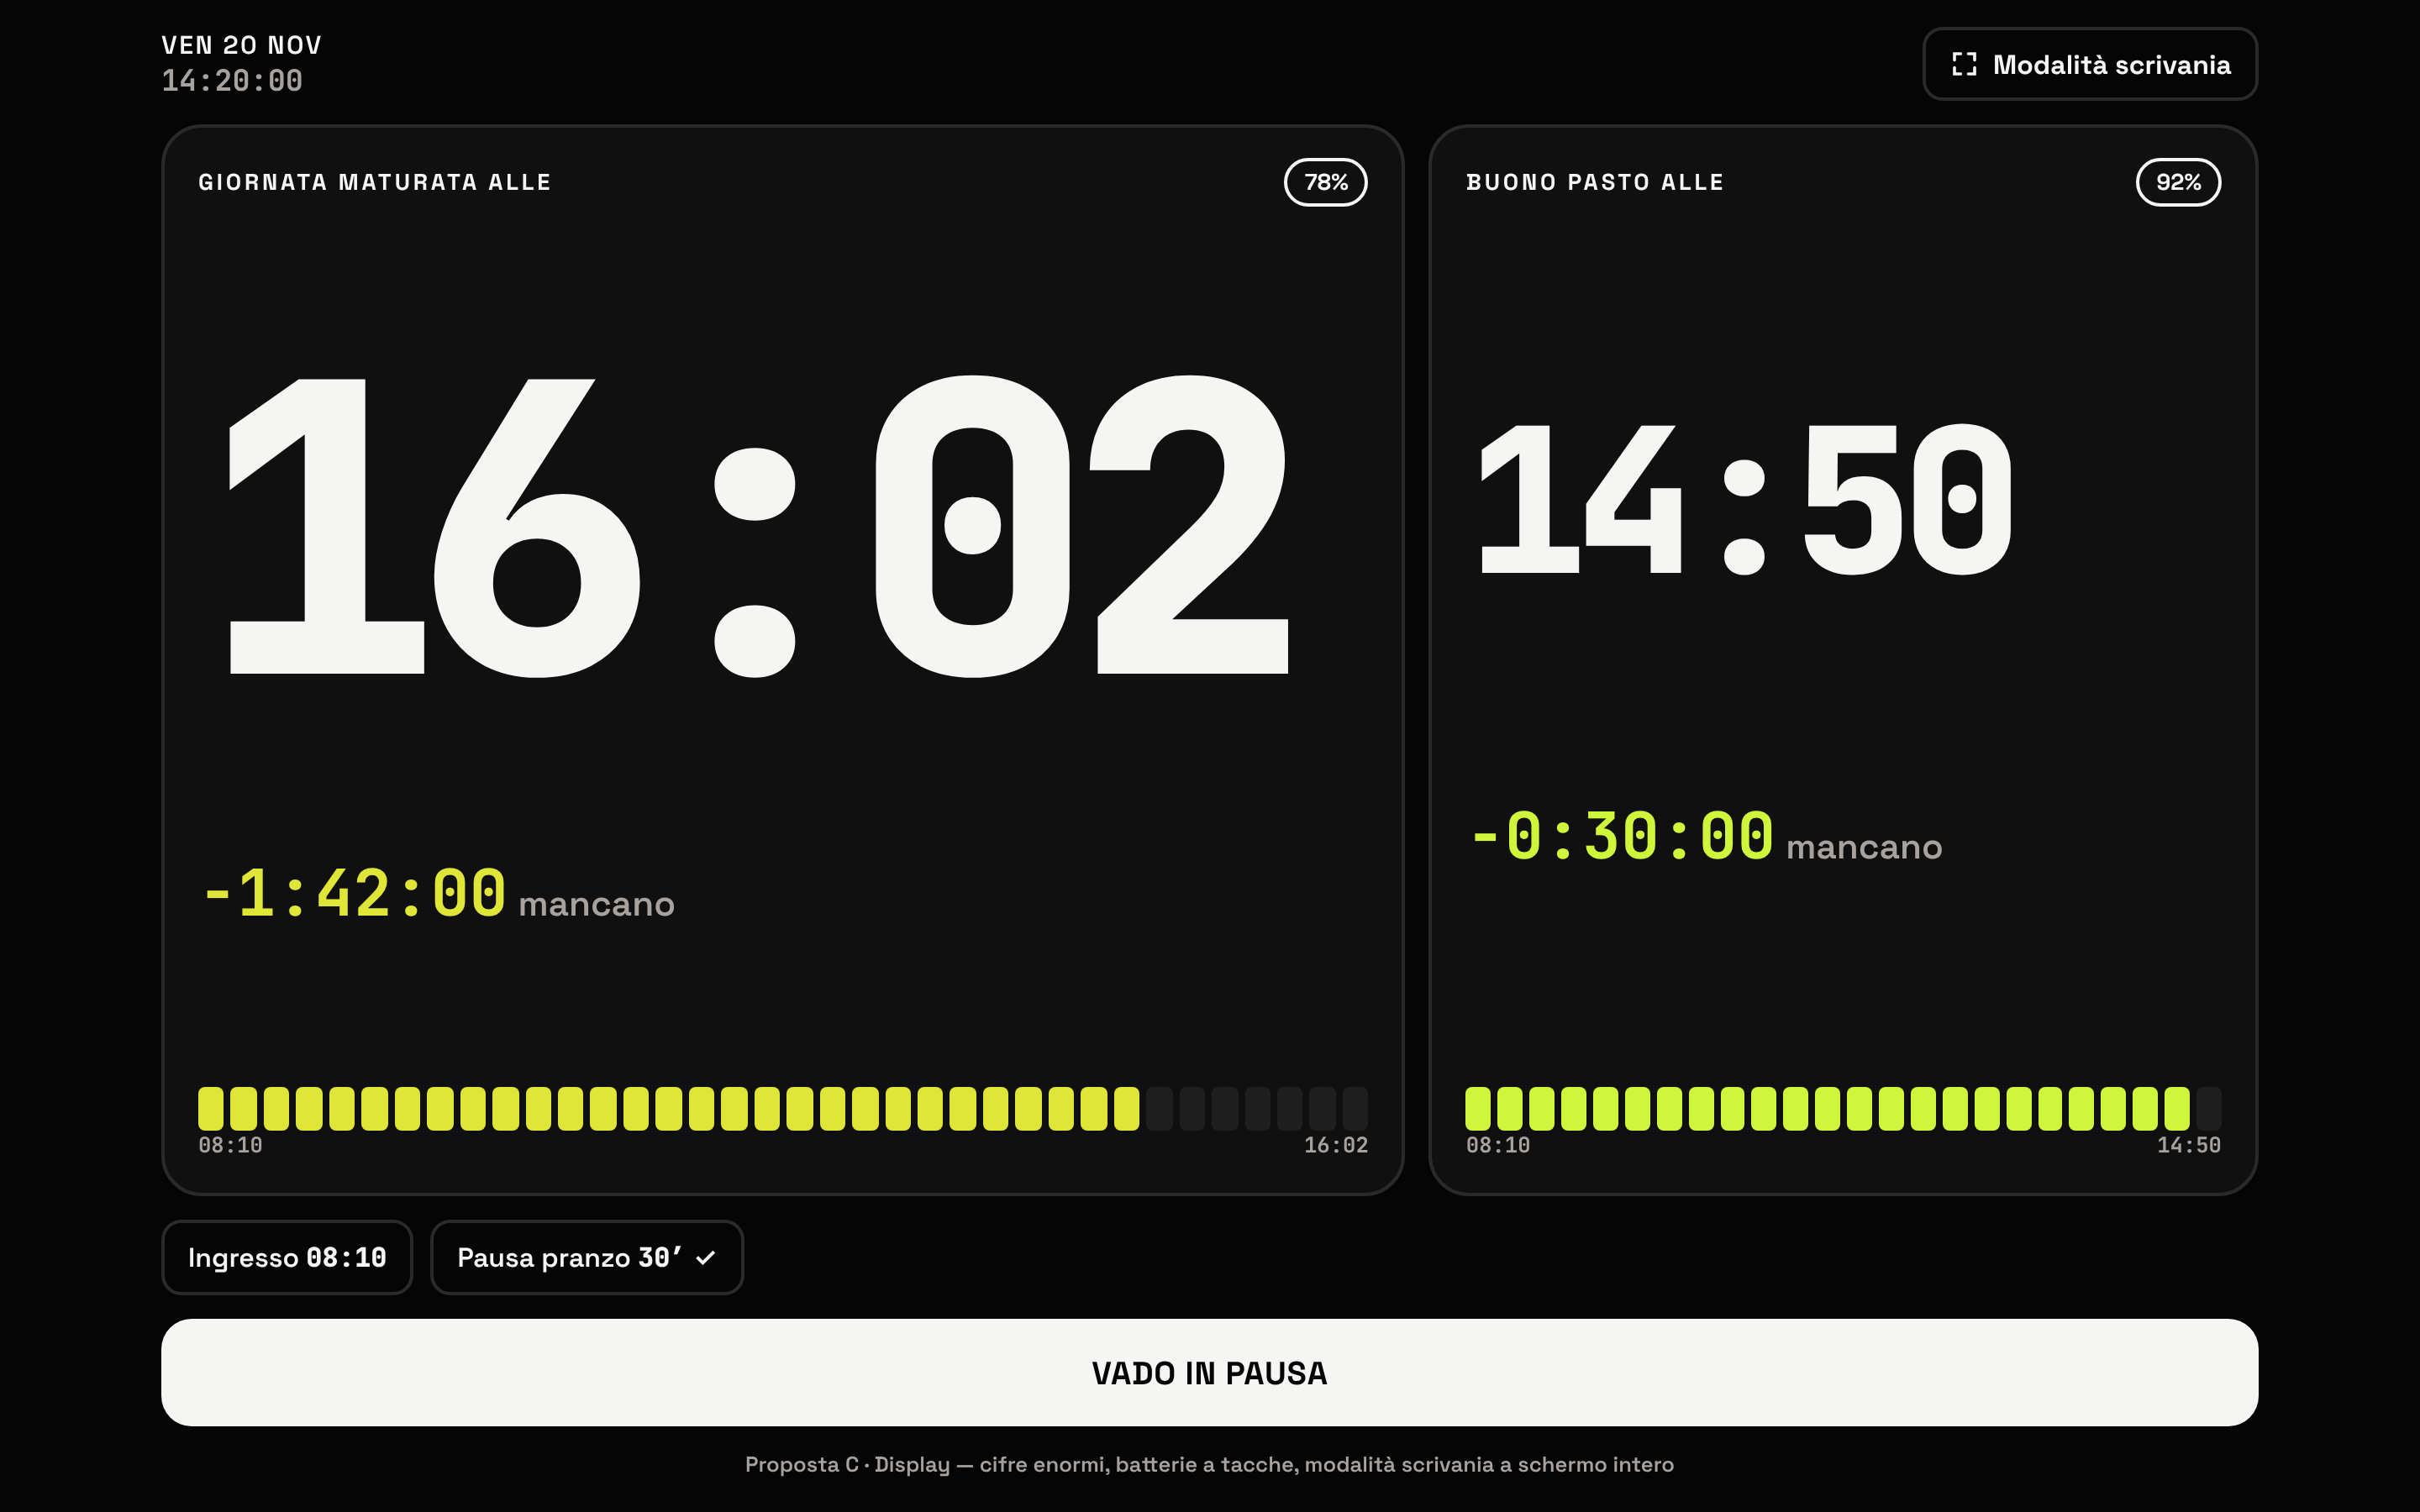 VEN 20 NOV
14:20:00
Modalità scrivania
GIORNATA MATURATA ALLE
78%
16:02
-1:42:00 mancano
08:10
16:02
BUONO PASTO ALLE
92%
14:50
-0:30:00 mancano
08:10
14:50
Ingresso 08:10
Pausa pranzo 30′ ✓
VADO IN PAUSA
Proposta C · Display — cifre enormi, batterie a tacche, modalità scrivania a schermo intero